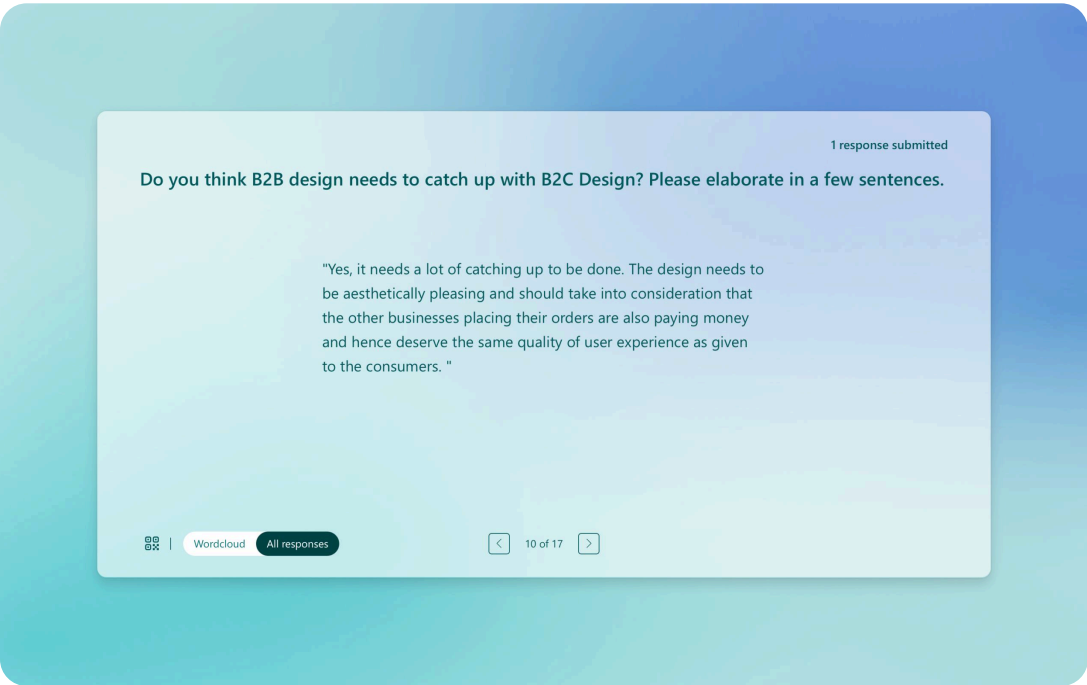 1 response submitted
Do you think B2B design needs to catch up with B2C Design? Please elaborate in a few sentences.
"Yes, it needs a lot of catching up to be done. The design needs to
be aesthetically pleasing and should take into consideration that
the other businesses placing their orders are also paying money
and hence deserve the same quality of user experience as given
to the consumers. "
Wordcloud All responses 10 of 17